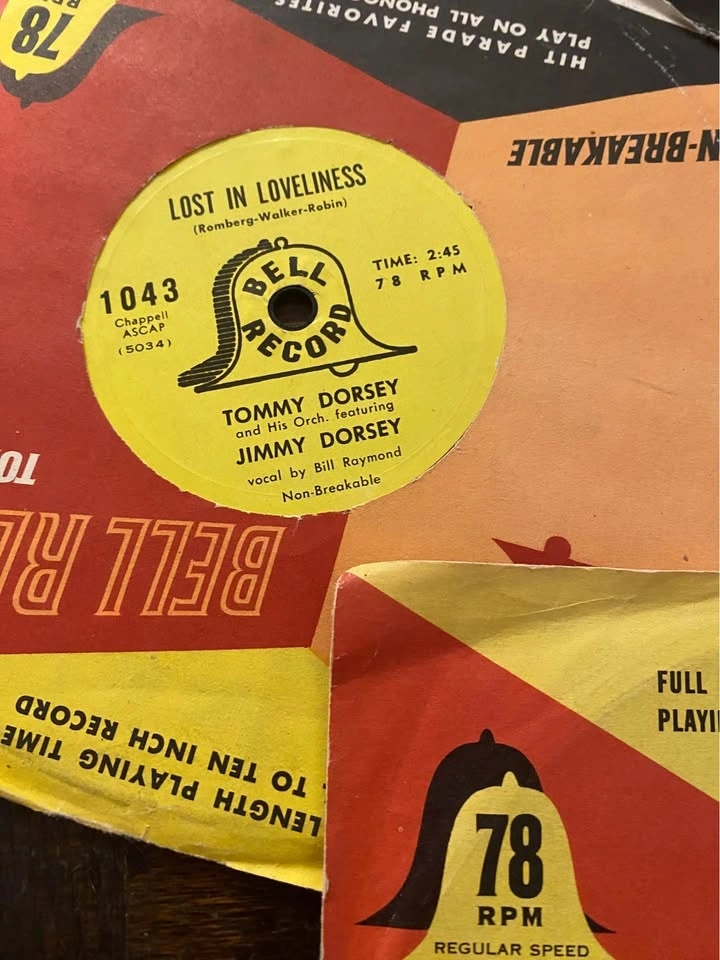 78
HIT PARADE FAVORITES
PLAY ON ALL
N-BREAKABLE
LOST IN LOVELINESS
(Romberg-Walker-Robin)
1043
Chappell
ASCAP
(5034)
BELL
RECORD
TIME: 2:45
78 RPM
TOMMY DORSEY
and His Orch. featuring
JIMMY DORSEY
vocal by Bill Raymond
Non-Breakable
BELL RE
LENGTH PLAYING TIME
TO TEN INCH RECORD
FULL
PLAYI
78
RPM
REGULAR SPEED